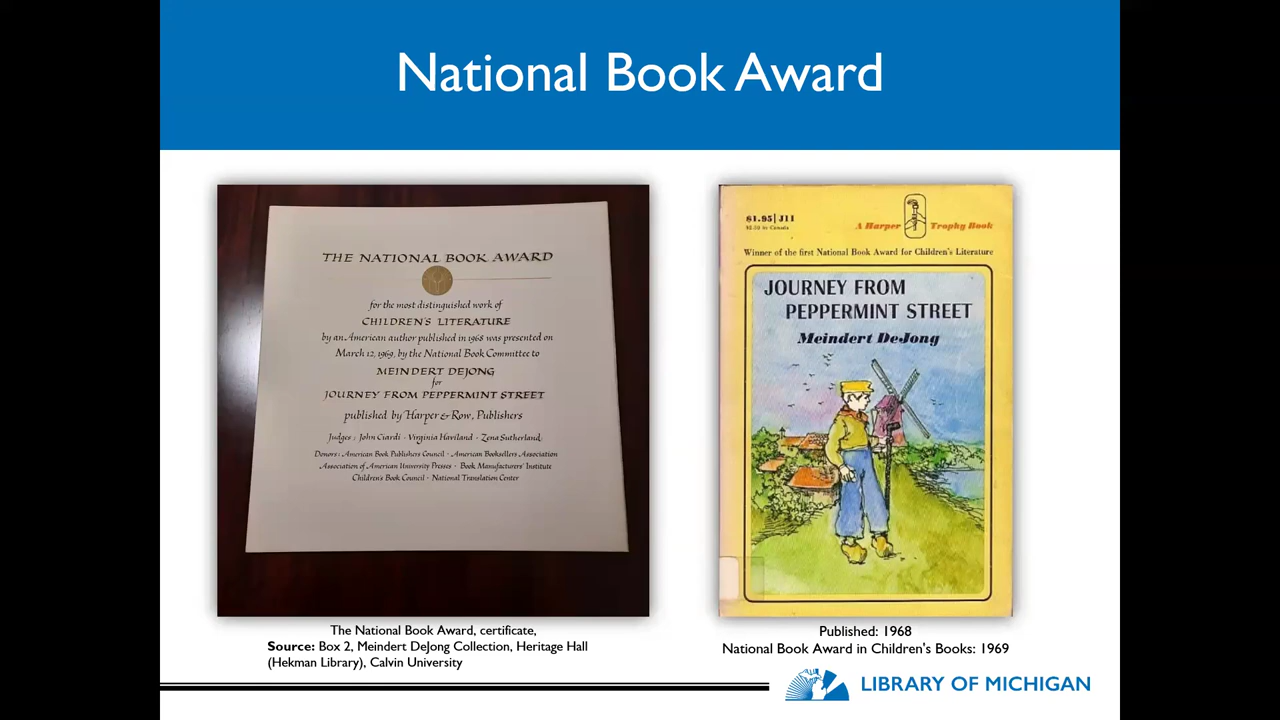 National Book Award
THE NATIONAL BOOK AWARD
for the most distinguished work of
CHILDREN'S LITERATURE
by an American author published in 1968 was presented on
March 12, 1969, by the National Book Committee to
MEINDERT DEJONG
for
JOURNEY FROM PEPPERMINT STREET
published by Harper & Row, Publishers
Judges: John Ciardi · Virginia Haviland · Zena Sutherland
Donors: American Book Publishers Council · American Booksellers Association
Association of American University Presses · Book Manufacturers' Institute
Children's Book Council · National Translation Center
The National Book Award, certificate,
Source: Box 2, Meindert DeJong Collection, Heritage Hall
(Hekman Library), Calvin University
$1.95 | J11
A Harper Trophy Book
Winner of the first National Book Award for Children's Literature
JOURNEY FROM
PEPPERMINT STREET
Meindert DeJong
Published: 1968
National Book Award in Children's Books: 1969
LIBRARY OF MICHIGAN